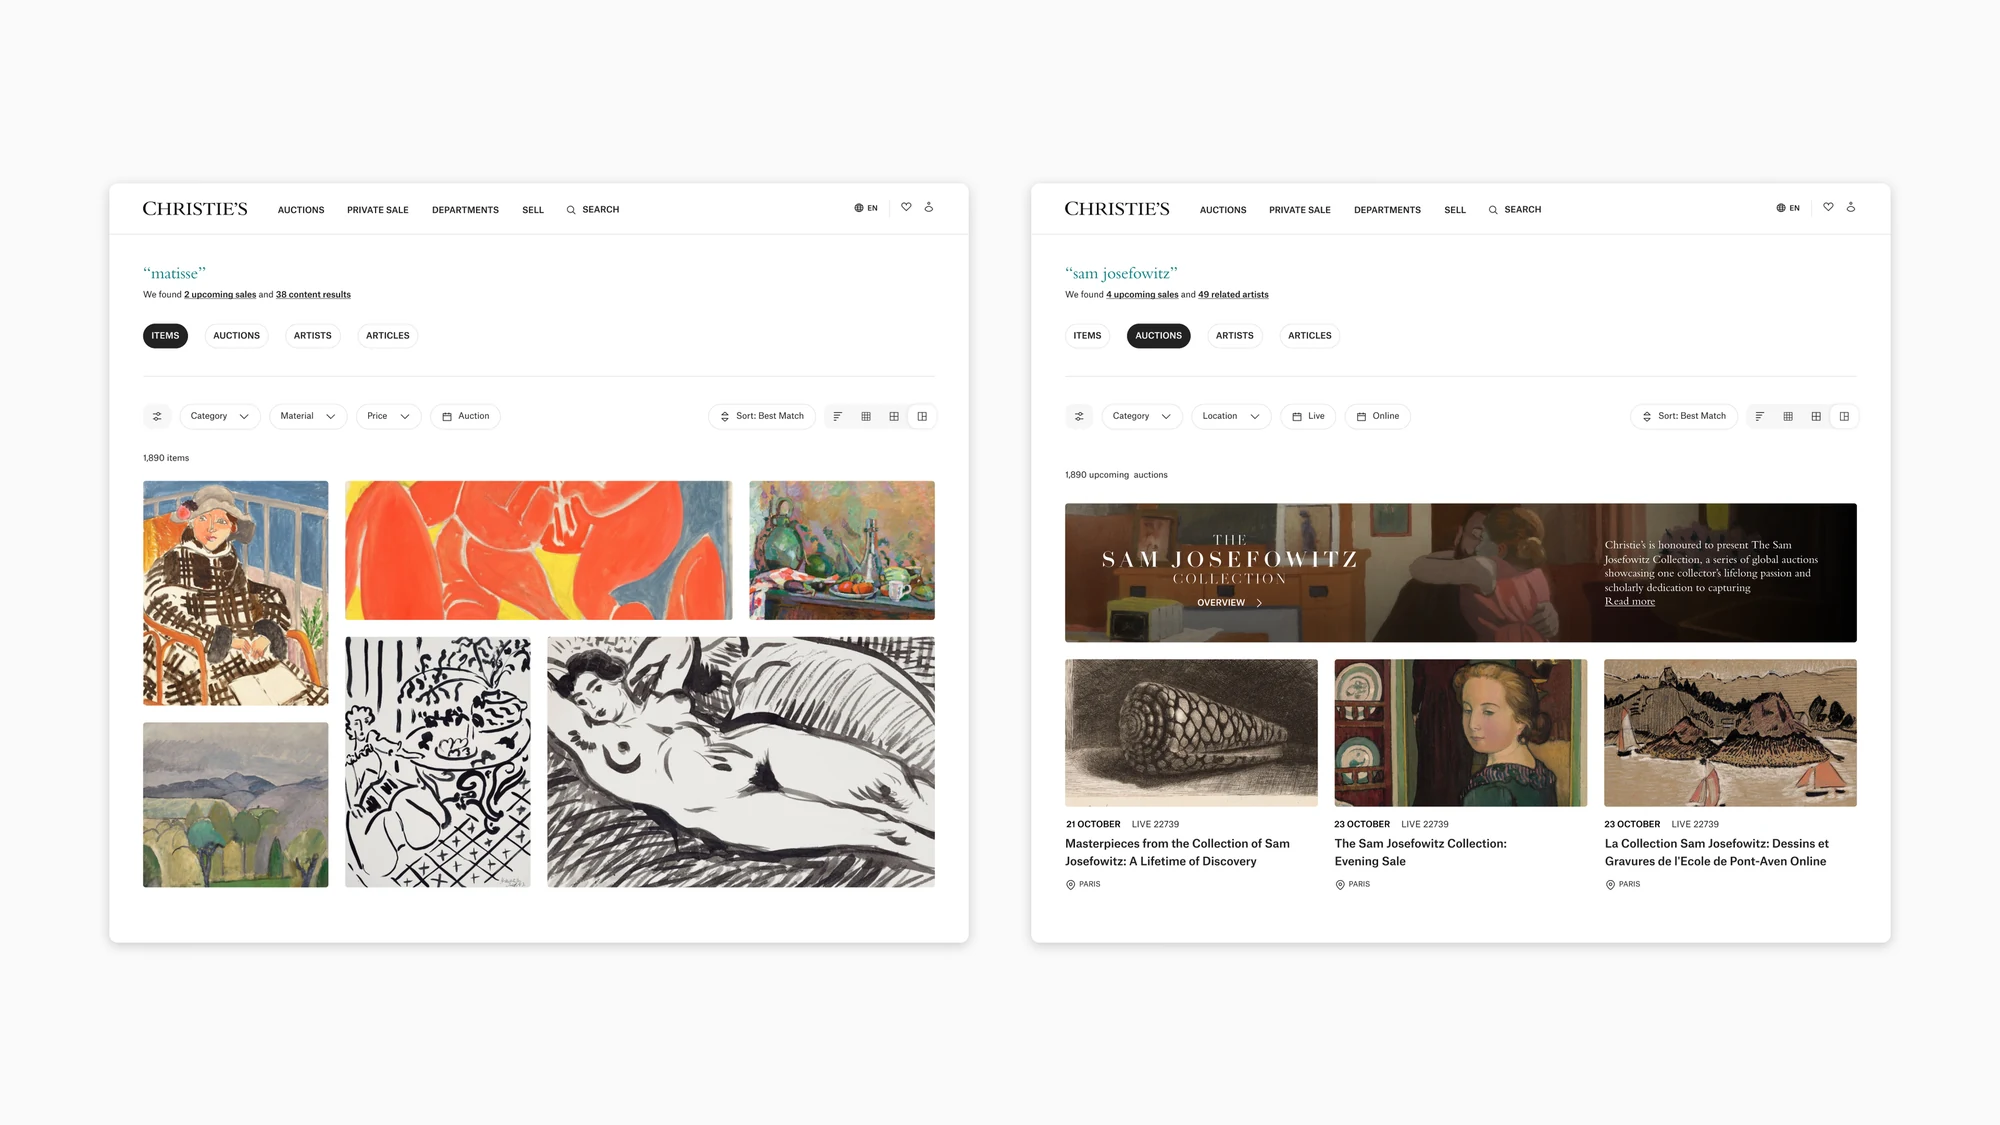 CHRISTIE'S AUCTIONS PRIVATE SALE DEPARTMENTS SELL SEARCH EN
“matisse”
We found 2 upcoming sales and 38 content results
ITEMS AUCTIONS ARTISTS ARTICLES
Category Material Price Auction Sort: Best Match
1,890 items
CHRISTIE'S AUCTIONS PRIVATE SALE DEPARTMENTS SELL SEARCH EN
“sam josefowitz”
We found 4 upcoming sales and 49 related artists
ITEMS AUCTIONS ARTISTS ARTICLES
Category Location Live Online Sort: Best Match
1,890 upcoming auctions
THE
SAM JOSEFOWITZ
COLLECTION
OVERVIEW
Christie's is honoured to present The Sam
Josefowitz Collection, a series of global auctions
showcasing one collector's lifelong passion and
scholarly dedication to capturing
Read more
21 OCTOBER LIVE 22739
Masterpieces from the Collection of Sam
Josefowitz: A Lifetime of Discovery
PARIS
23 OCTOBER LIVE 22739
The Sam Josefowitz Collection:
Evening Sale
PARIS
23 OCTOBER LIVE 22739
La Collection Sam Josefowitz: Dessins et
Gravures de l'Ecole de Pont-Aven Online
PARIS